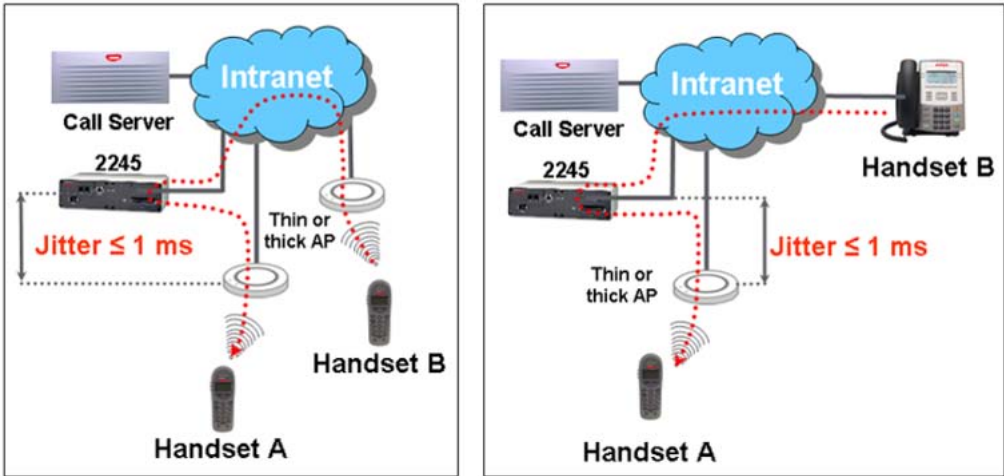 Intranet
Call Server
2245
Thin or
thick AP
Jitter ≤ 1 ms
Handset B
Handset A
Intranet
Call Server
Handset B
2245
Jitter ≤ 1 ms
Thin or
thick AP
Handset A